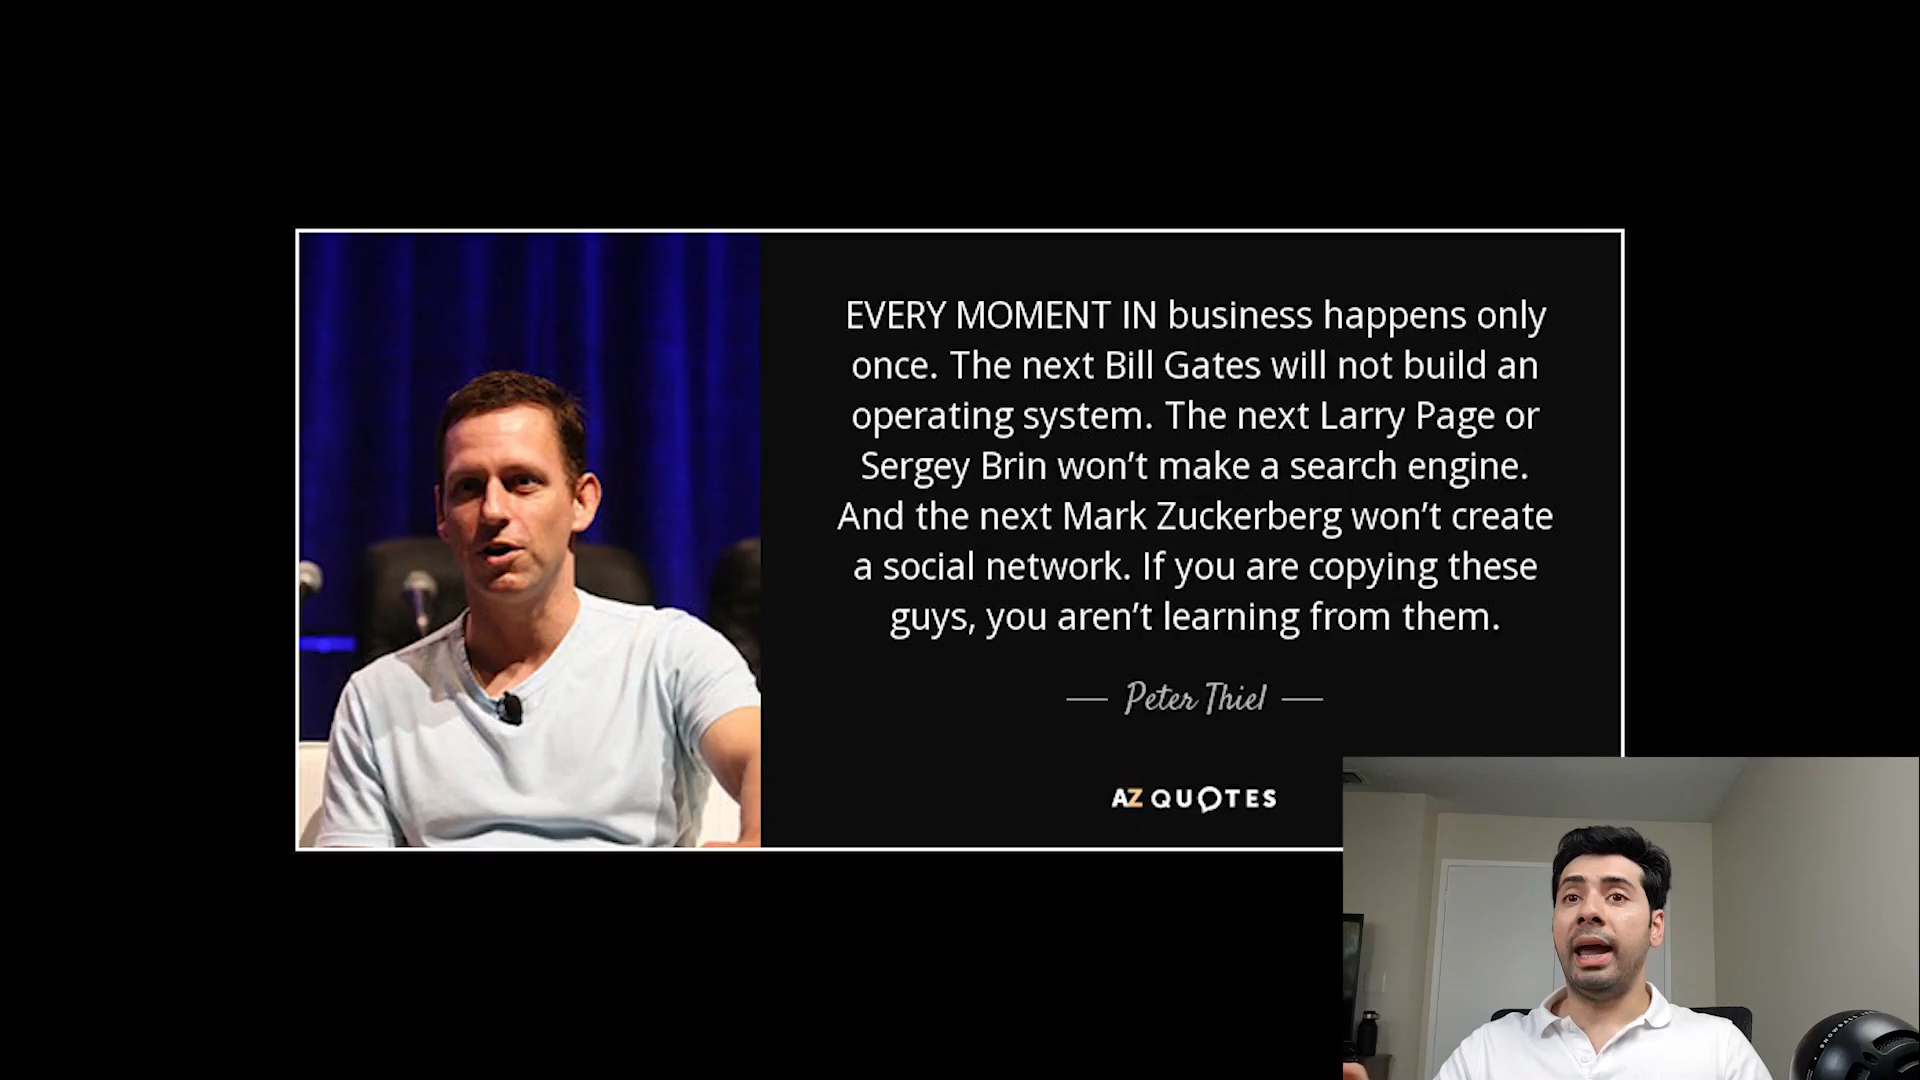 EVERY MOMENT IN business happens only
once. The next Bill Gates will not build an
operating system. The next Larry Page or
Sergey Brin won’t make a search engine.
And the next Mark Zuckerberg won’t create
a social network. If you are copying these
guys, you aren’t learning from them.
— Peter Thiel —
AZ QUOTES